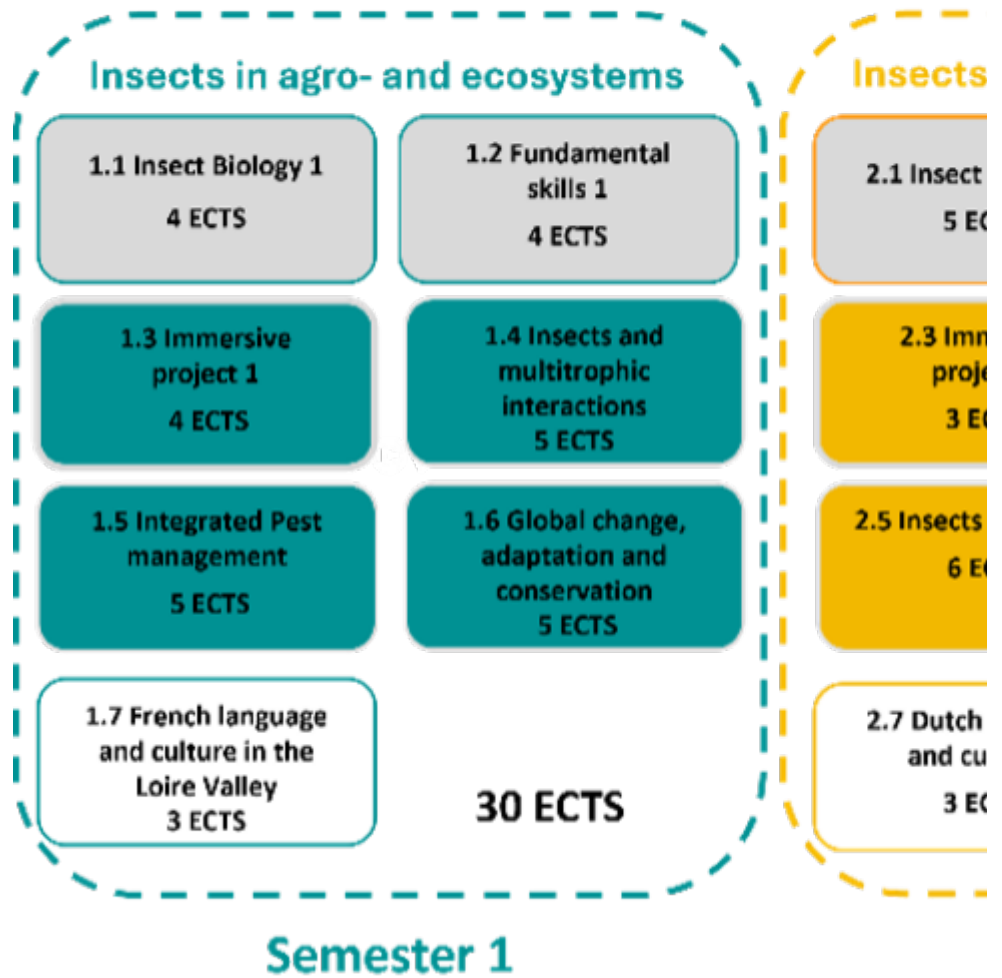 Insects in agro- and ecosystems
1.1 Insect Biology 1
4 ECTS
1.2 Fundamental
skills 1
4 ECTS
1.3 Immersive
project 1
4 ECTS
1.4 Insects and
multitrophic
interactions
5 ECTS
1.5 Integrated Pest
management
5 ECTS
1.6 Global change,
adaptation and
conservation
5 ECTS
1.7 French language
and culture in the
Loire Valley
3 ECTS
30 ECTS
Semester 1
Insects
2.1 Insect
5
2.3
3
2.5 Insects
6
2.7 Dutch
and
3